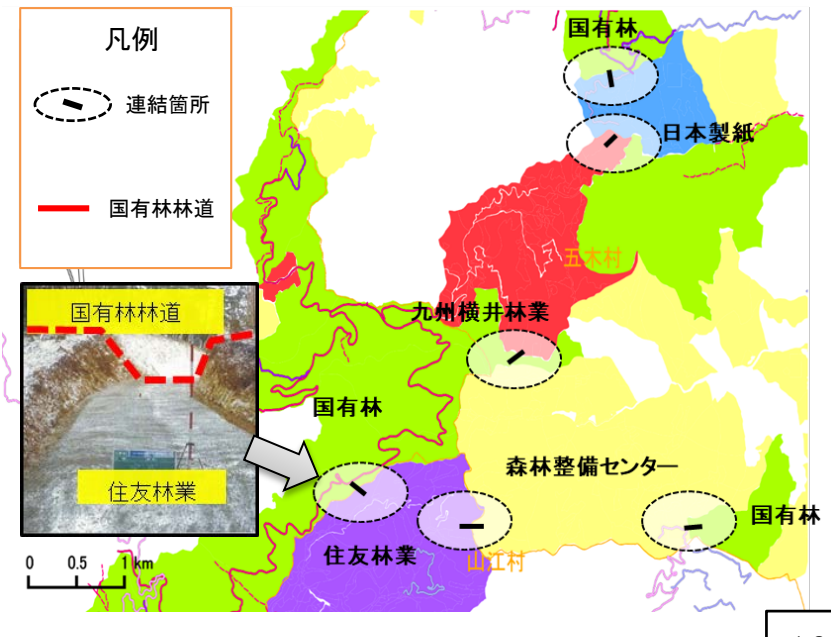 凡例
連結箇所
国有林林道
国有林
日本製紙
五木村
九州横井林業
国有林林道
国有林
森林整備センター
住友林業
国有林
住友林業
山江村
0 0.5 1 km